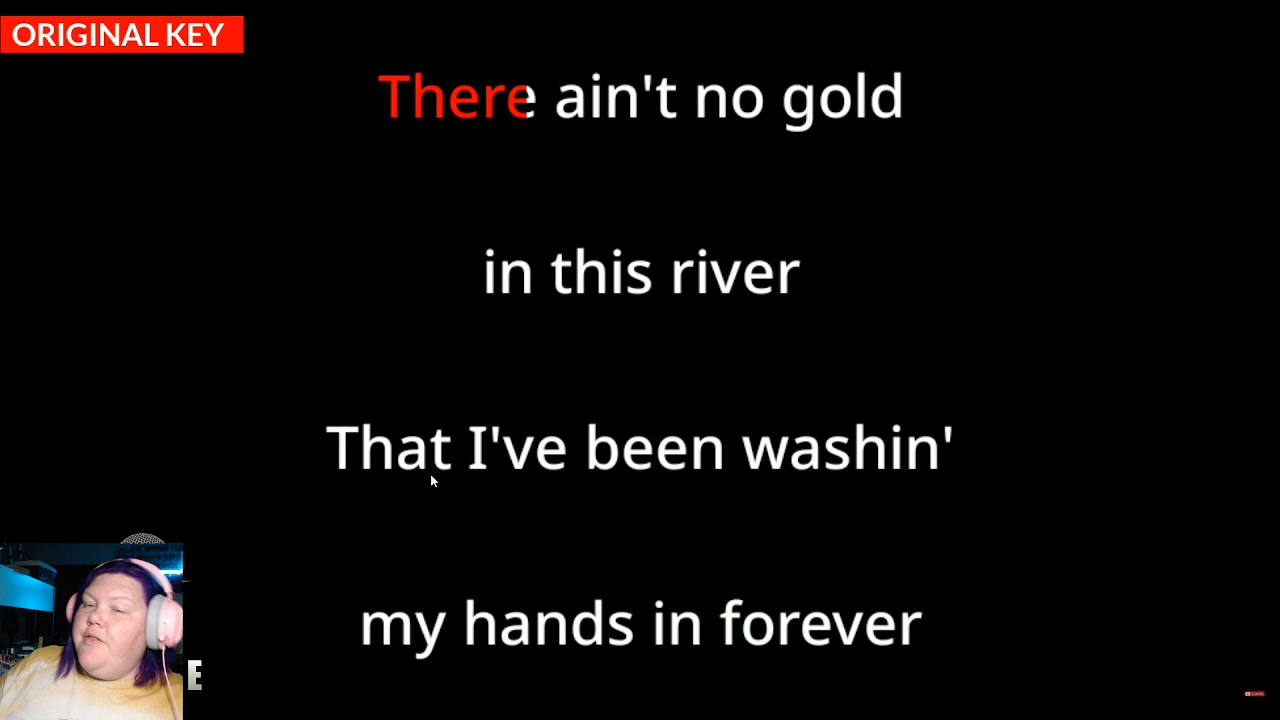 ORIGINAL KEY
There ain't no gold
in this river
That I've been washin'
my hands in forever
E